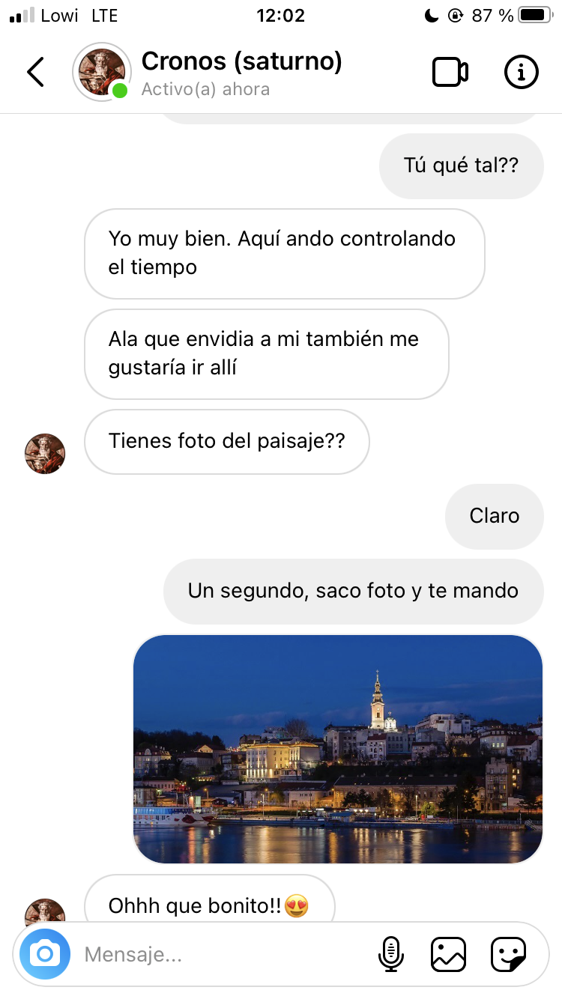 Lowi LTE 12:02 87 %
Cronos (saturno)
Activo(a) ahora
Tú qué tal??
Yo muy bien. Aquí ando controlando
el tiempo
Ala que envidia a mi también me
gustaría ir allí
Tienes foto del paisaje??
Claro
Un segundo, saco foto y te mando
Ohhh que bonito!!😍
Mensaje...